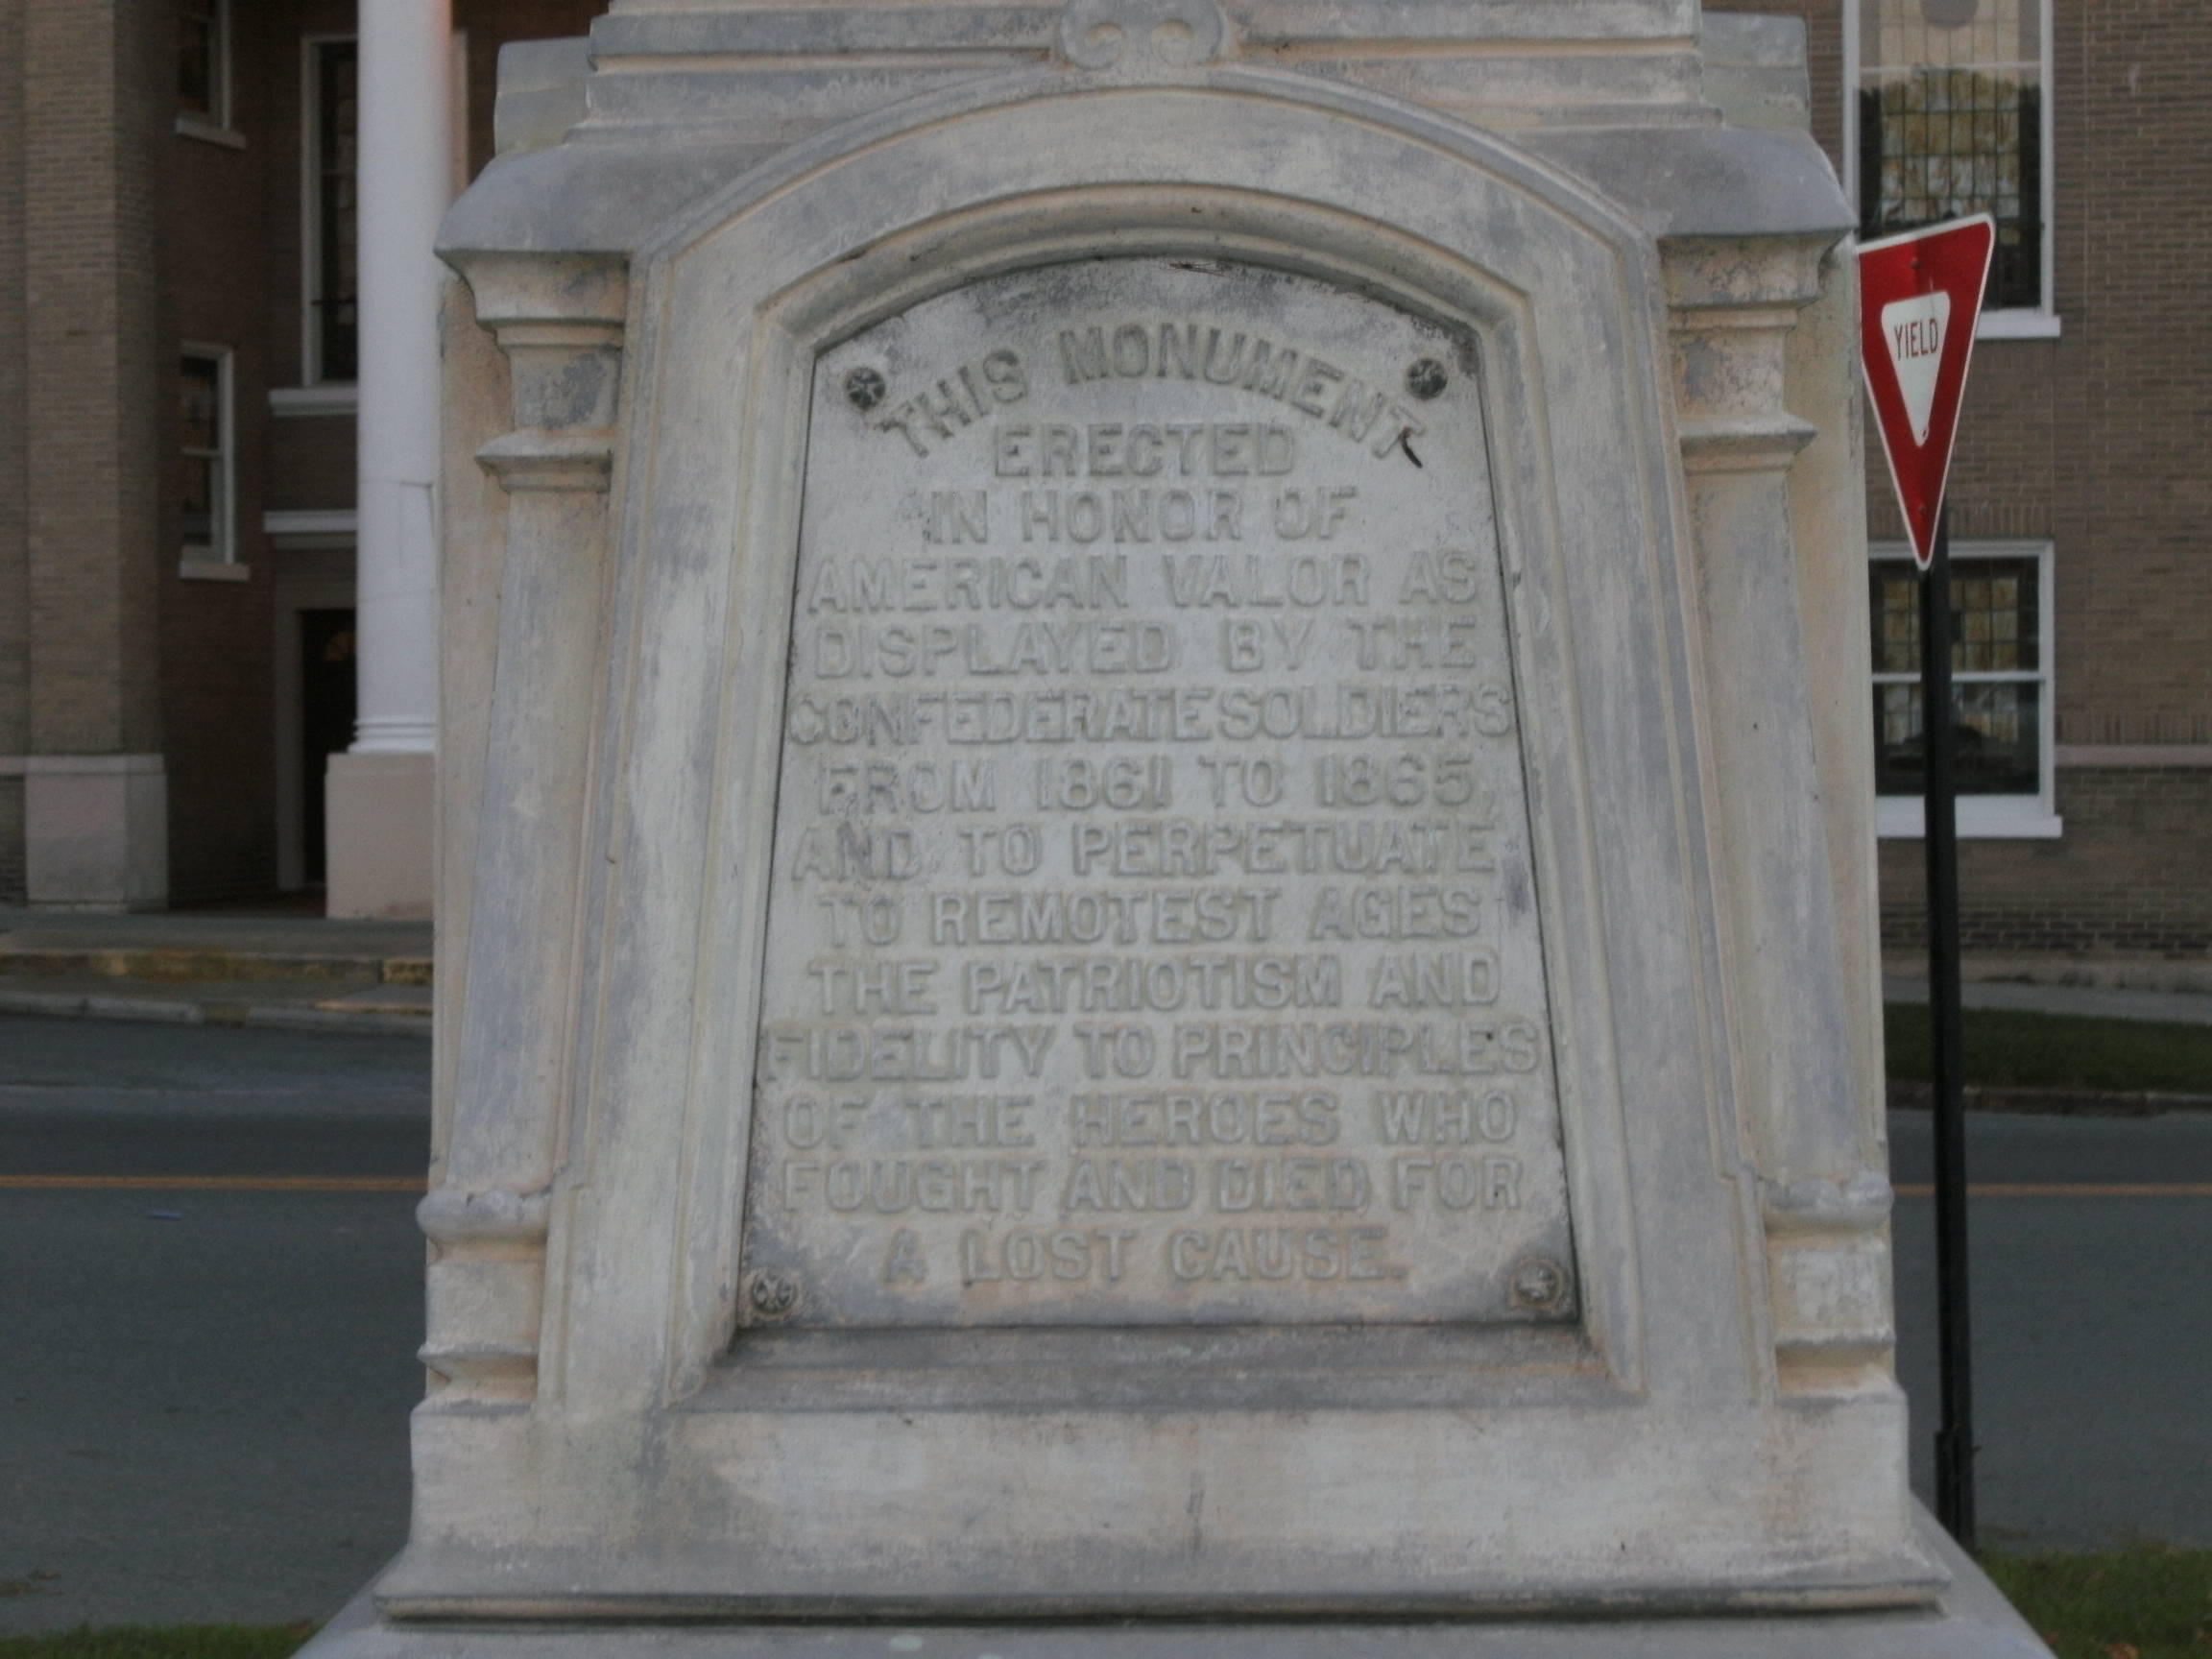 THIS MONUMENT
ERECTED
IN HONOR OF
AMERICAN VALOR AS
DISPLAYED BY THE
CONFEDERATE SOLDIERS
FROM 1861 TO 1865,
AND TO PERPETUATE
TO REMOTEST AGES
THE PATRIOTISM AND
FIDELITY TO PRINCIPLES
OF THE HEROES WHO
FOUGHT AND DIED FOR
A LOST CAUSE.
YIELD